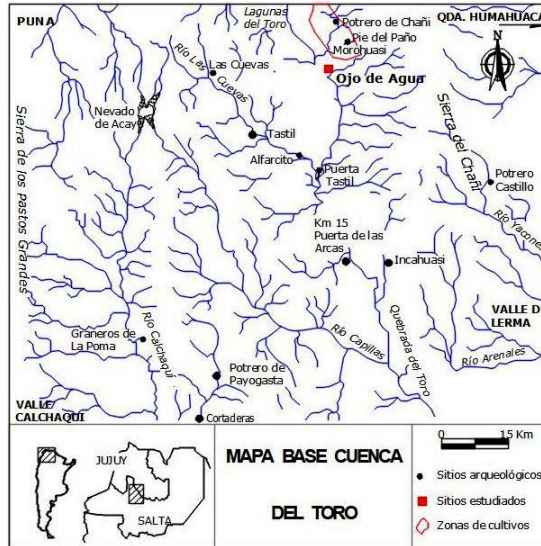 PUNA
Lagunas
del Toro
Potrero de Chañi
QDA. HUMAHUACA
Pie del Paño
Morohuasi
N
Río Las Cuevas
Las Cuevas
Ojo de Agua
Nevado
de Acay
Sierra de los Pastos Grandes
Tastil
Alfarcito
Puerta
Tastil
Sierra del Chañi
Potrero
Castillo
Río Yacones
Km 15
Puerta de las
Arcas
Incahuasi
VALLE D
LERMA
Graneros de
La Poma
Río Calchaquí
Río Capillas
Quebrada del Toro
Río Arenales
Potrero de
Payogasta
VALLE
CALCHAQUI
Cortaderas
0 15 Km
JUJUY
SALTA
MAPA BASE CUENCA
DEL TORO
Sitios arqueológicos
Sitios estudiados
Zonas de cultivo